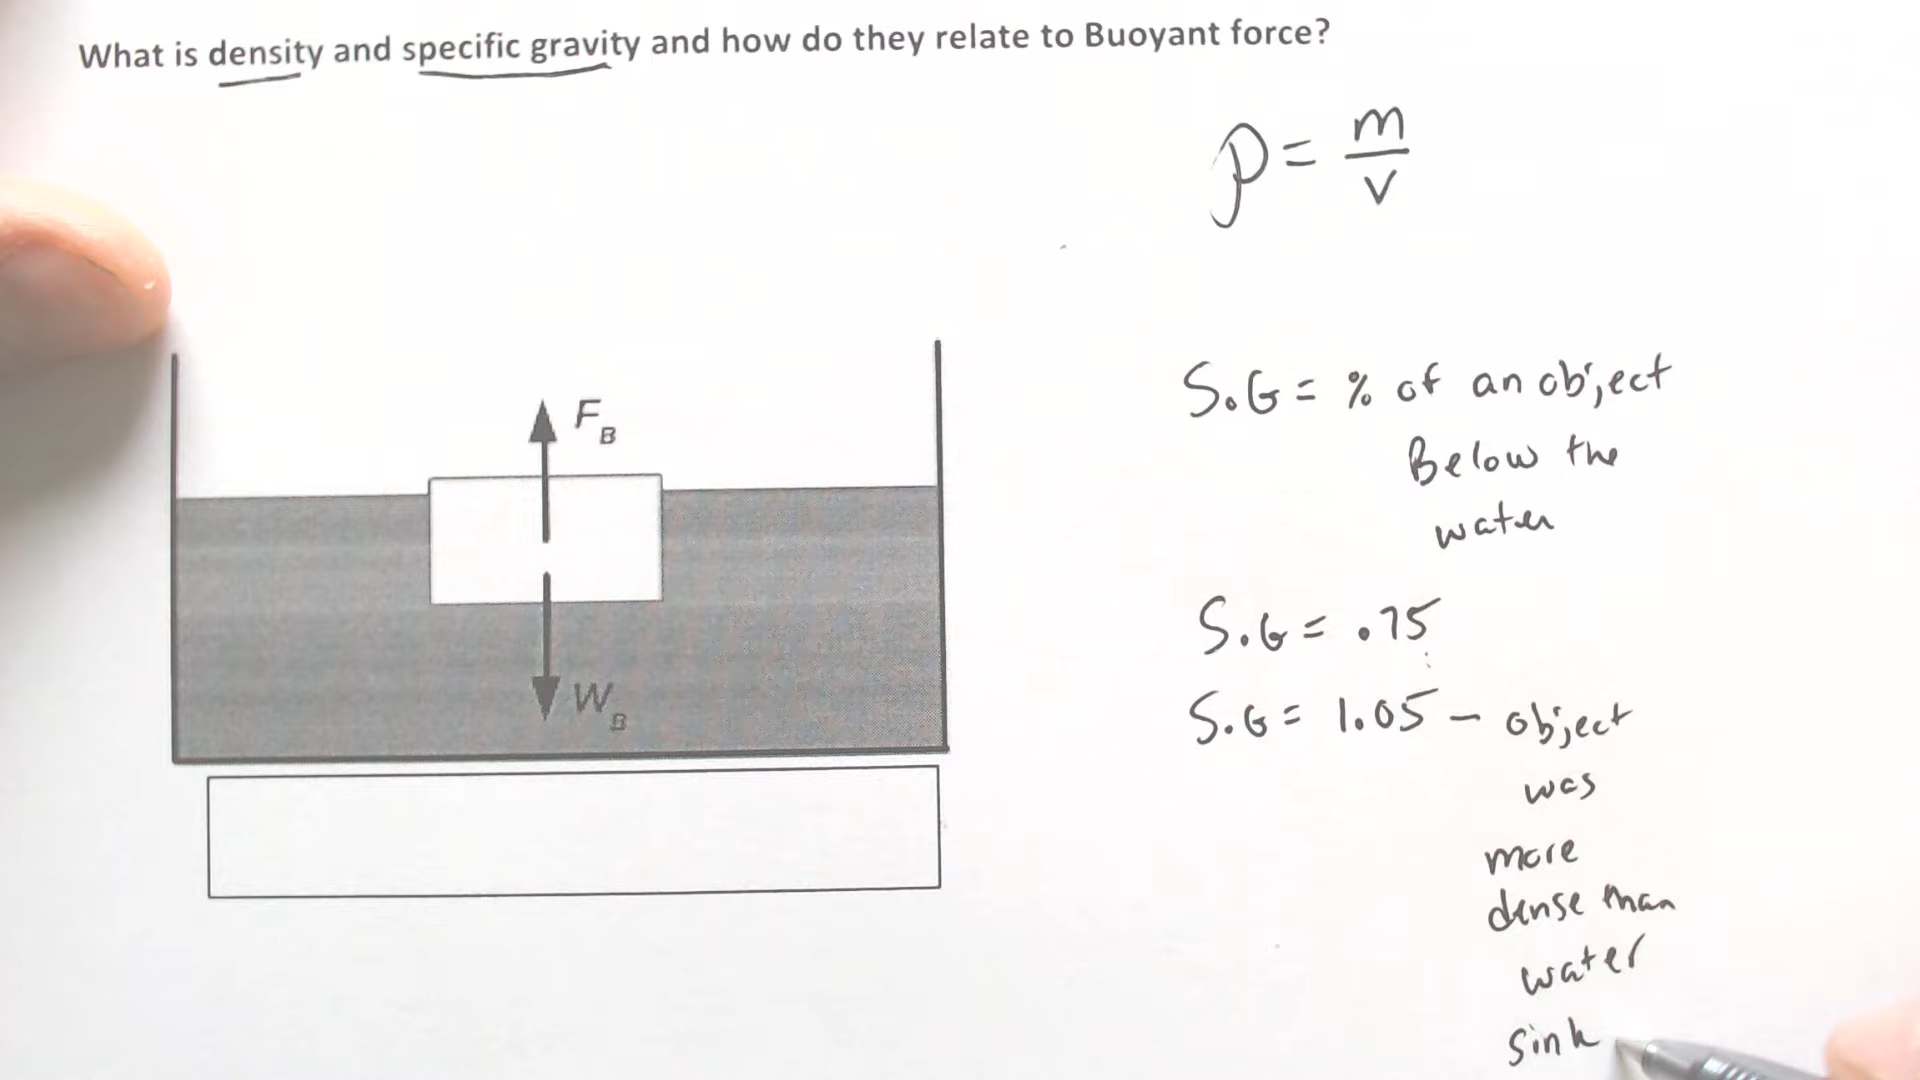 What is density and specific gravity and how do they relate to Buoyant force?
ρ = m/v
S.G = % of an object
Below the
water
F_B
S.G = .75
W_B
S.G = 1.05 - object
was
more
dense than
water
sink